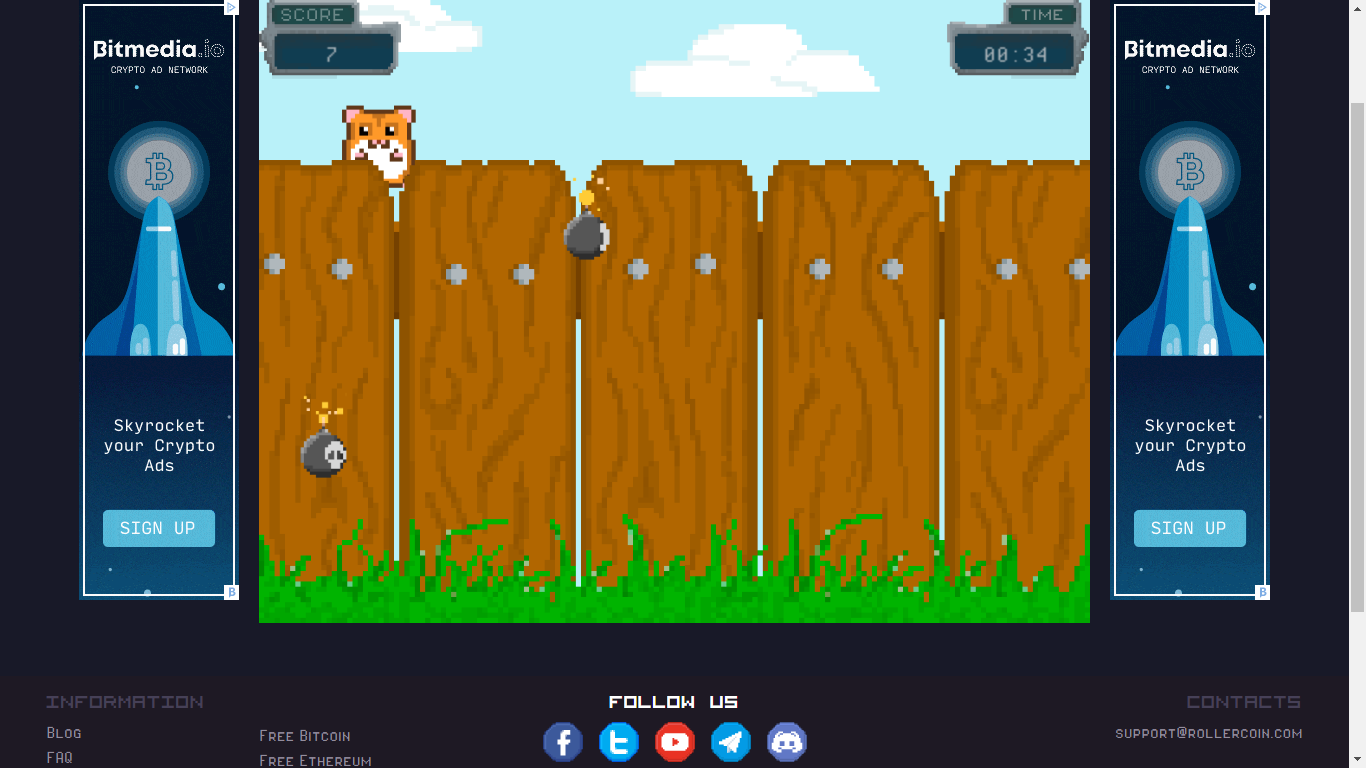 Bitmedia.io
CRYPTO AD NETWORK
Skyrocket
your Crypto
Ads
SIGN UP
SCORE
7
TIME
00:34
Bitmedia.io
CRYPTO AD NETWORK
Skyrocket
your Crypto
Ads
SIGN UP
INFORMATION
Blog
FAQ
Free Bitcoin
Free Ethereum
FOLLOW US
CONTACTS
support@rollercoin.com